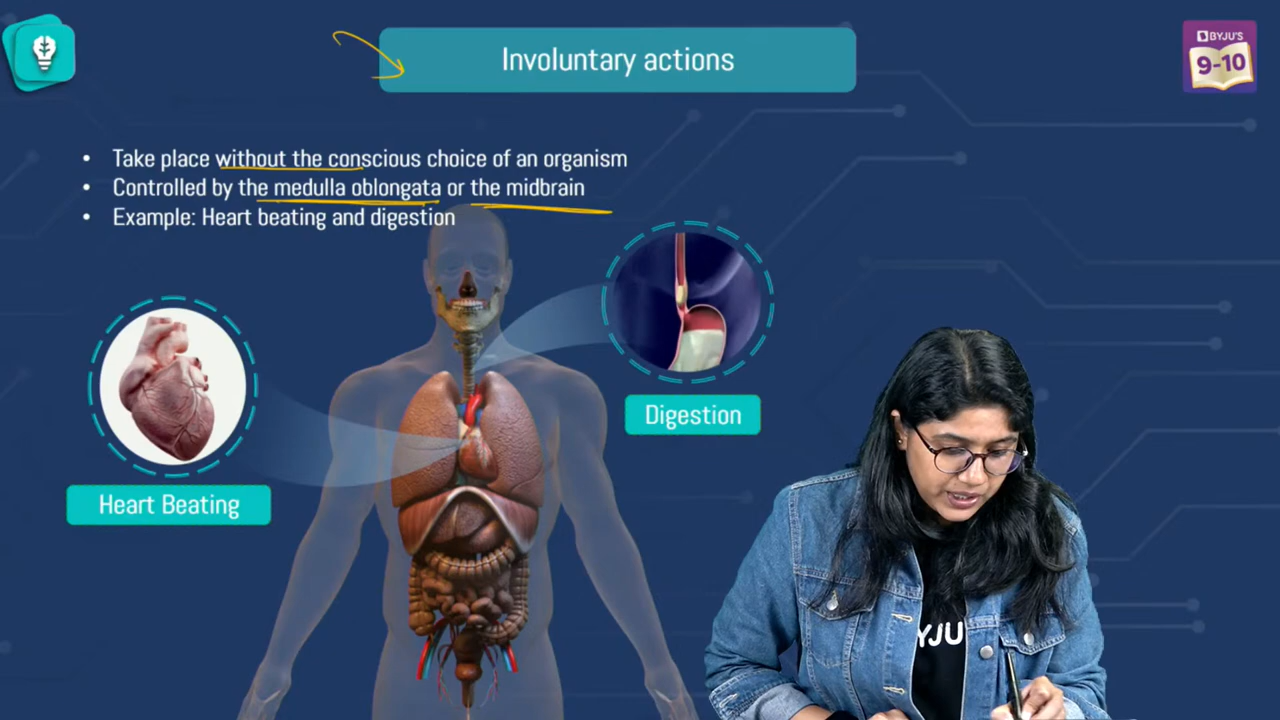 Involuntary actions
BYJU'S
9-10
• Take place without the conscious choice of an organism
• Controlled by the medulla oblongata or the midbrain
• Example: Heart beating and digestion
Digestion
Heart Beating
YJU